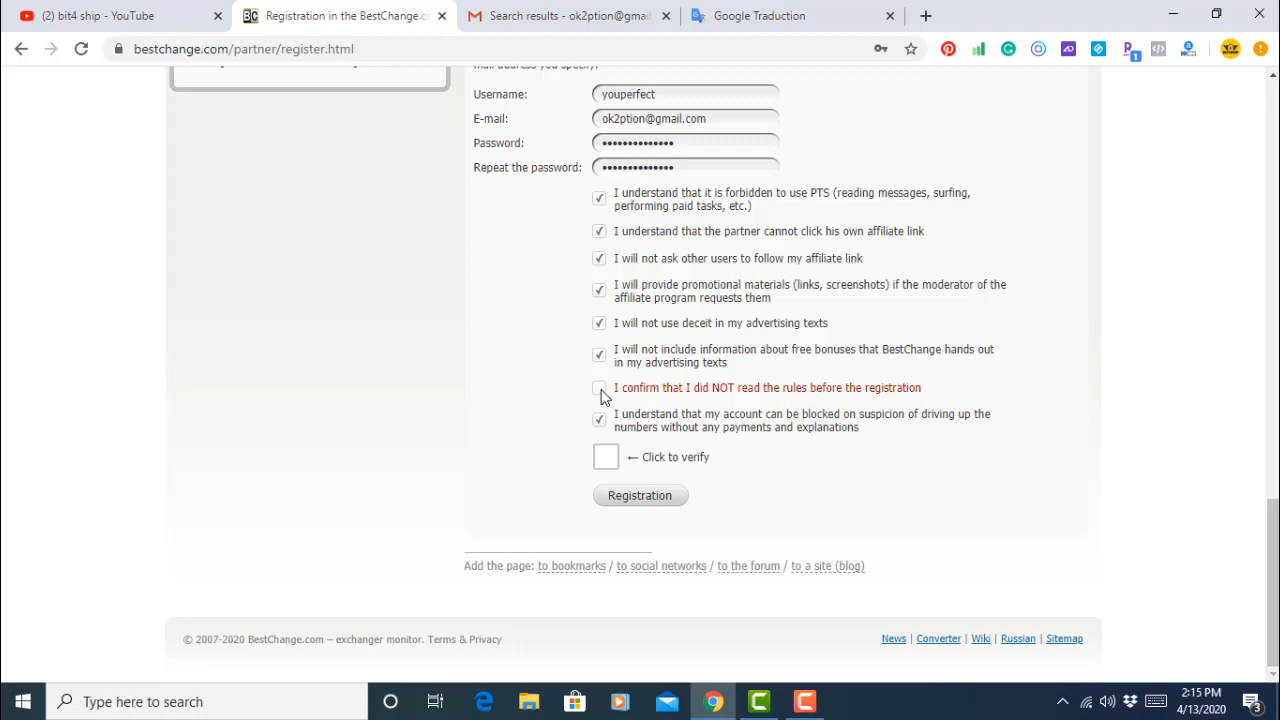 (2) bit4 ship - YouTube
Registration in the BestChange.c
Search results - ok2ption@gmail
Google Traduction
bestchange.com/partner/register.html
mail address you specify.
Username: youperfect
E-mail: ok2ption@gmail.com
Password: ••••••••••••••
Repeat the password: ••••••••••••••
I understand that it is forbidden to use PTS (reading messages, surfing,
performing paid tasks, etc.)
I understand that the partner cannot click his own affiliate link
I will not ask other users to follow my affiliate link
I will provide promotional materials (links, screenshots) if the moderator of the
affiliate program requests them
I will not use deceit in my advertising texts
I will not include information about free bonuses that BestChange hands out
in my advertising texts
I confirm that I did NOT read the rules before the registration
I understand that my account can be blocked on suspicion of driving up the
numbers without any payments and explanations
← Click to verify
Registration
Add the page: to bookmarks / to social networks / to the forum / to a site (blog)
© 2007-2020 BestChange.com – exchanger monitor. Terms & Privacy
News | Converter | Wiki | Russian | Sitemap
Type here to search
2:15 PM
4/13/2020
3